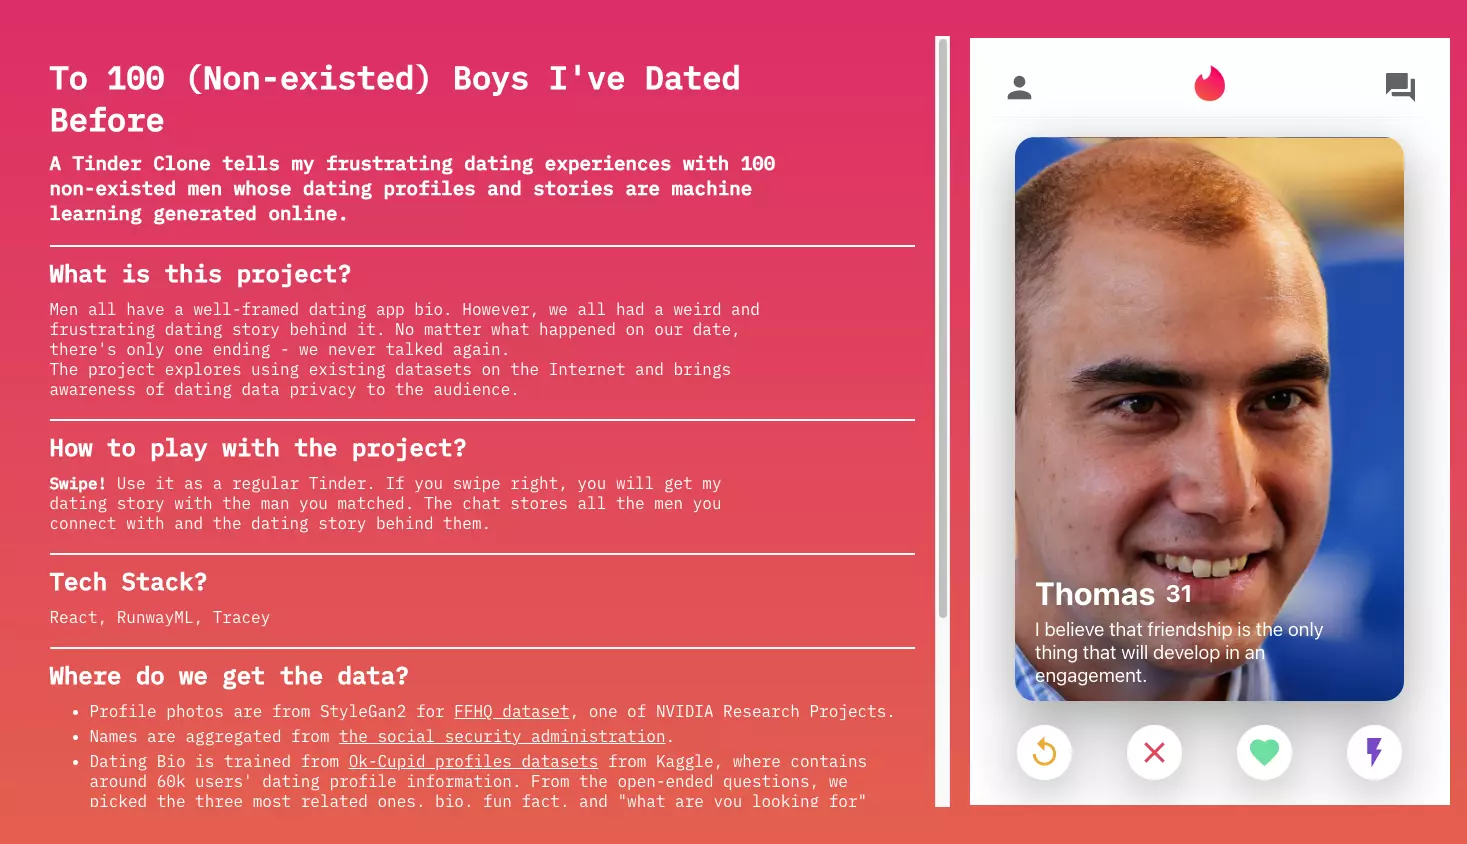 To 100 (Non-existed) Boys I've Dated
Before
A Tinder Clone tells my frustrating dating experiences with 100
non-existed men whose dating profiles and stories are machine
learning generated online.
What is this project?
Men all have a well-framed dating app bio. However, we all had a weird and
frustrating dating story behind it. No matter what happened on our date,
there's only one ending - we never talked again.
The project explores using existing datasets on the Internet and brings
awareness of dating data privacy to the audience.
How to play with the project?
Swipe! Use it as a regular Tinder. If you swipe right, you will get my
dating story with the man you matched. The chat stores all the men you
connect with and the dating story behind them.
Tech Stack?
React, RunwayML, Tracey
Where do we get the data?
• Profile photos are from StyleGan2 for FFHQ dataset, one of NVIDIA Research Projects.
• Names are aggregated from the social security administration.
• Dating Bio is trained from Ok-Cupid profiles datasets from Kaggle, where contains
around 60k users' dating profile information. From the open-ended questions, we
picked the three most related ones, bio, fun fact, and "what are you looking for"
Thomas 31
I believe that friendship is the only
thing that will develop in an
engagement.